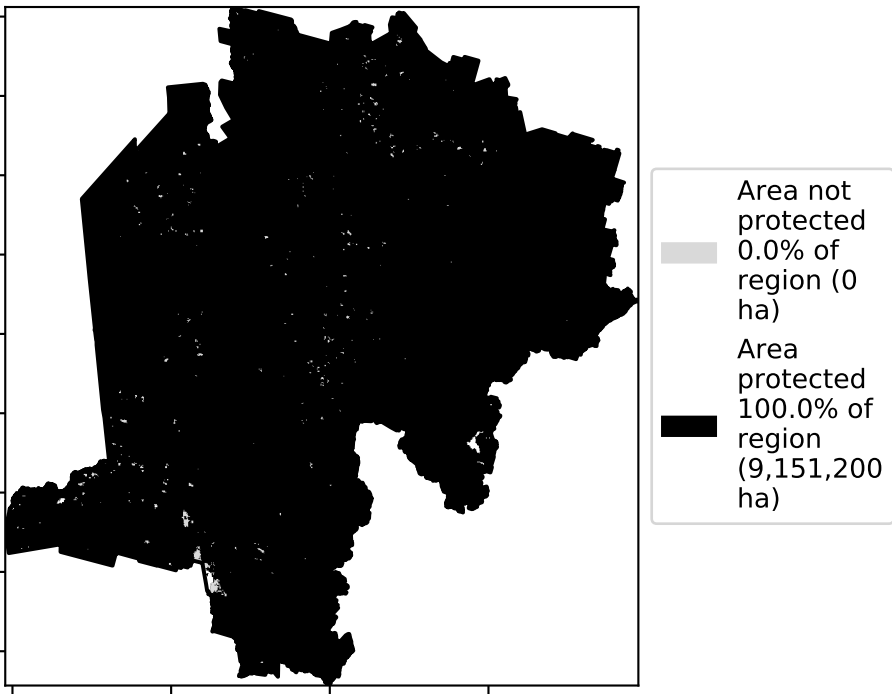 Area not
protected
0.0% of
region (0
ha)
Area
protected
100.0% of
region
(9,151,200
ha)